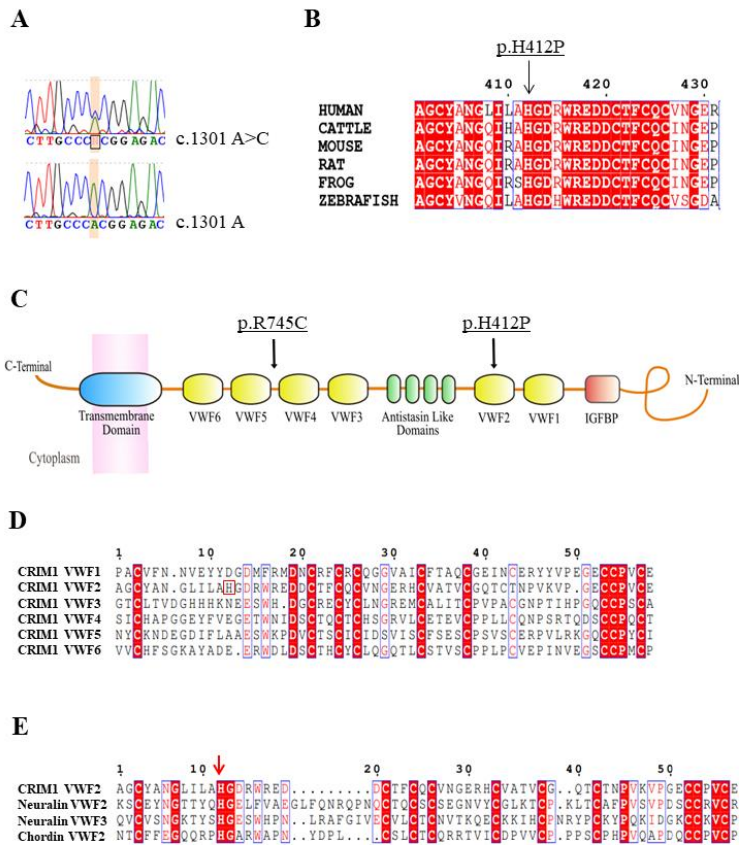 A
CTTGCCC CGGAGAC
c.1301 A>C
CTTGCCCACGGAGAC
c.1301 A
B
p.H412P
410 420 430
HUMAN AGCYANGLILAHGDRWREDDCTFCQCVNGER
CATTLE AGCYANGQIHAHGDRWREDDCTFCQCVNGEP
MOUSE AGCYANGQIRAHGDRWREDDCTFCQCINGEP
RAT AGCYANGQIRAHGDRWREDDCTFCQCINGEP
FROG AGCYANGQIRSHGDRWREDDCTFCQCINGEP
ZEBRAFISH AGCYVNGQILAHGDHWREDDCTFCQCVSGDA
C
p.R745C
p.H412P
C-Terminal
N-Terminal
Transmembrane
Domain
VWF6
VWF5
VWF4
VWF3
Antistasin Like
Domains
VWF2
VWF1
IGFBP
Cytoplasm
D
1 10 20 30 40 50
CRIM1 VWF1 PACVFN.NVEYYDGDMFRMDNCRFCRCQGGVAICFTAQCGEINCERYYVPEGECCPVCE
CRIM1 VWF2 AGCYAN.GLILAHGDRWREDDCTFCQCVNGERHCVATVCGQTCTNPVKVP.GECCPVCE
CRIM1 VWF3 GTCLTVDGHHHKNEESWH.DGCRECYCLNGREMCALITCPVPACGNPTIHPGQCCPSCA
CRIM1 VWF4 SICHAPGGEYFVEGETWNIDSCTQCTCHSGRVLCETEVCPPLLCQNPSRTQDSCCPQCT
CRIM1 VWF5 NYCKNDEGDIFLAAESWKPDVCTSCICIDSVISCFSESCPSVSCERPVLRKGQCCPYCI
CRIM1 VWF6 VVCHFSGKAYADE.ERWDLDSCTHCYCLQGQTLCSTVSCPPLPCVEPINVEGSCCPMCP
E
1 10 20 30 40 50
CRIM1 VWF2 AGCYANGLILAHGDRWRED........DCTFCQCVNGERHCVATVCG..QTCTNPVKVPGECCPVCE
Neuralin VWF2 KSCEYNGTTYQHGELFVAEGLFQNRQPNQCTQCSCSEGNVYCGLKTCP.KLTCAFPVSVPDSCCRVCR
Neuralin VWF3 QVCVSNGKTYSHGESWHPN..LRAFGIVECVLCTCNVTKQECKKIHCPNRYPCKYPQKIDGKCCKVCP
Chordin VWF2 NTCFFEGQQRPHGARWAPN.YDPL...CSLCTCQRRTVICDPVVCPPPSCPHPVQAPDQCCPVCP